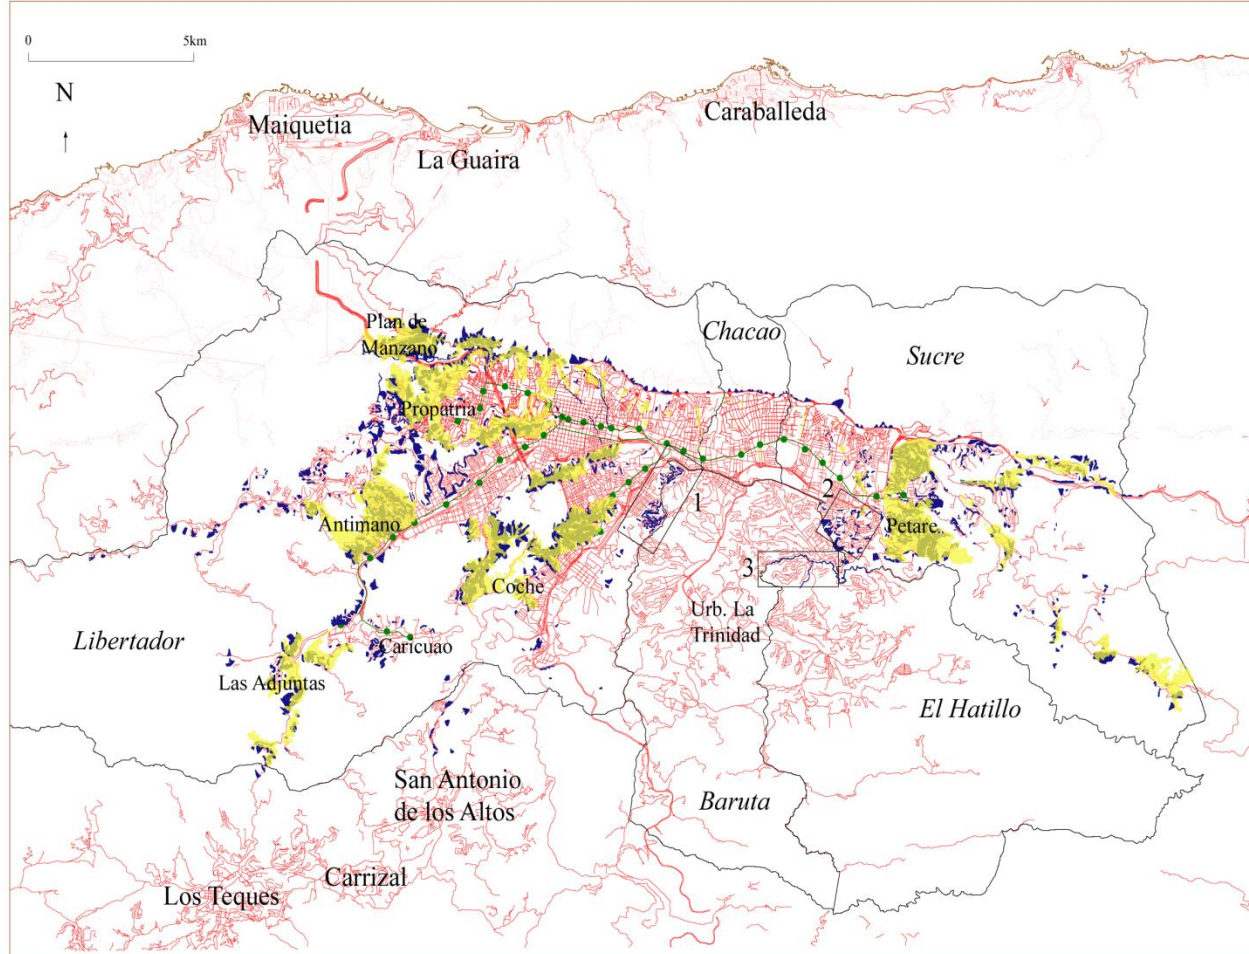 0 5km
N
Maiquetia
Caraballeda
La Guaira
Plan de
Manzano
Chacao
Sucre
Propatria
Antimano
1
2
Petare
3
Coche
Urb. La
Trinidad
Libertador
Caricuao
Las Adjuntas
El Hatillo
San Antonio
de los Altos
Baruta
Carrizal
Los Teques